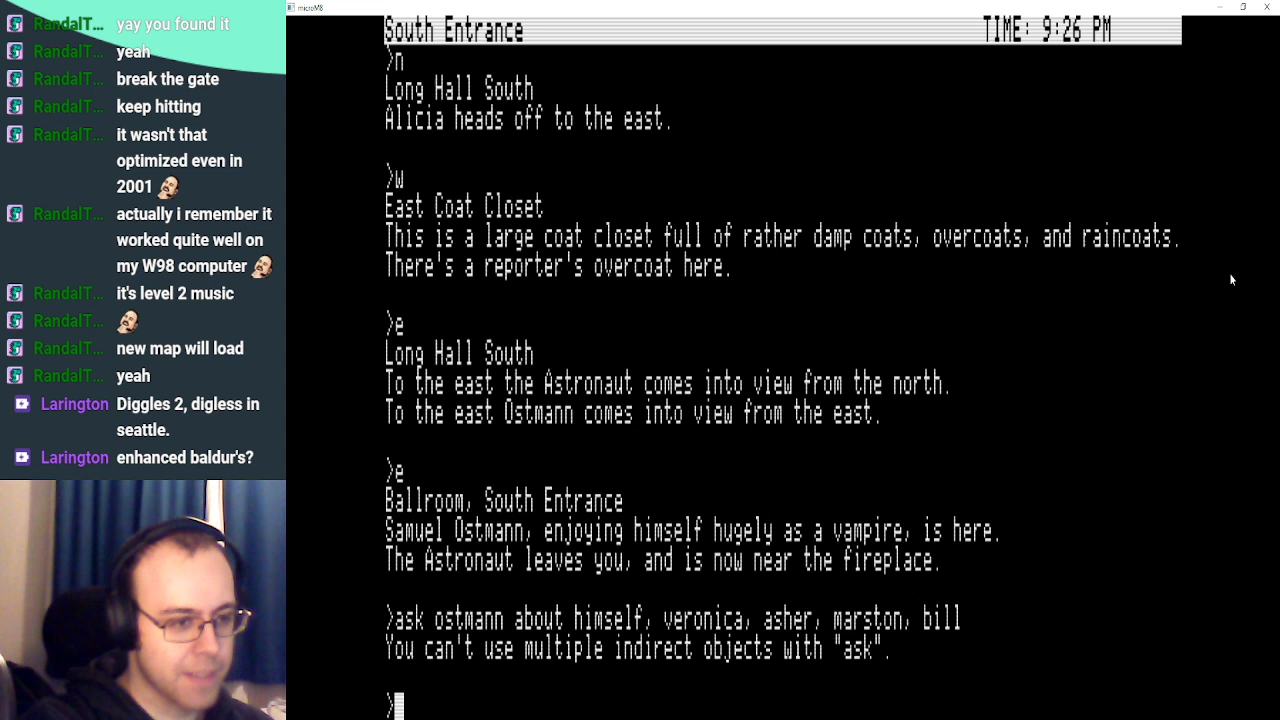 RandalT... yay you found it
RandalT... yeah
RandalT... break the gate
RandalT... keep hitting
RandalT... it wasn't that
optimized even in
2001
RandalT... actually i remember it
worked quite well on
my W98 computer
RandalT... it's level 2 music
RandalT...
RandalT... new map will load
RandalT... yeah
Larington Diggles 2, digless in
seattle.
Larington enhanced baldur's?
microM8
South Entrance TIME: 9:26 PM
>n
Long Hall South
Alicia heads off to the east.
>w
East Coat Closet
This is a large coat closet full of rather damp coats, overcoats, and raincoats.
There's a reporter's overcoat here.
>e
Long Hall South
To the east the Astronaut comes into view from the north.
To the east Ostmann comes into view from the east.
>e
Ballroom, South Entrance
Samuel Ostmann, enjoying himself hugely as a vampire, is here.
The Astronaut leaves you, and is now near the fireplace.
>ask ostmann about himself, veronica, asher, marston, bill
You can't use multiple indirect objects with "ask".
>